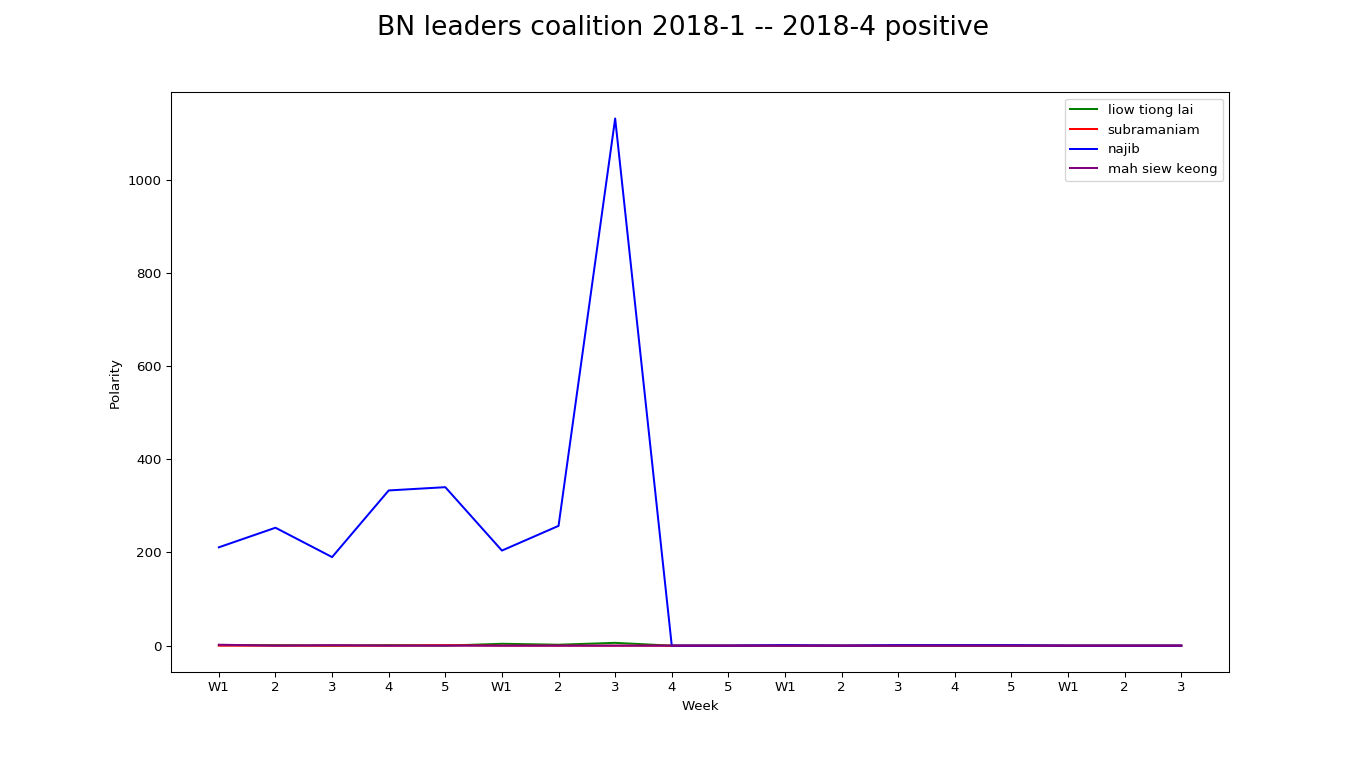 BN leaders coalition 2018-1 -- 2018-4 positive
liow tiong lai
subramaniam
najib
mah siew keong
1000
800
600
400
200
0
Polarity
W1 2 3 4 5 W1 2 3 4 5 W1 2 3 4 5 W1 2 3
Week